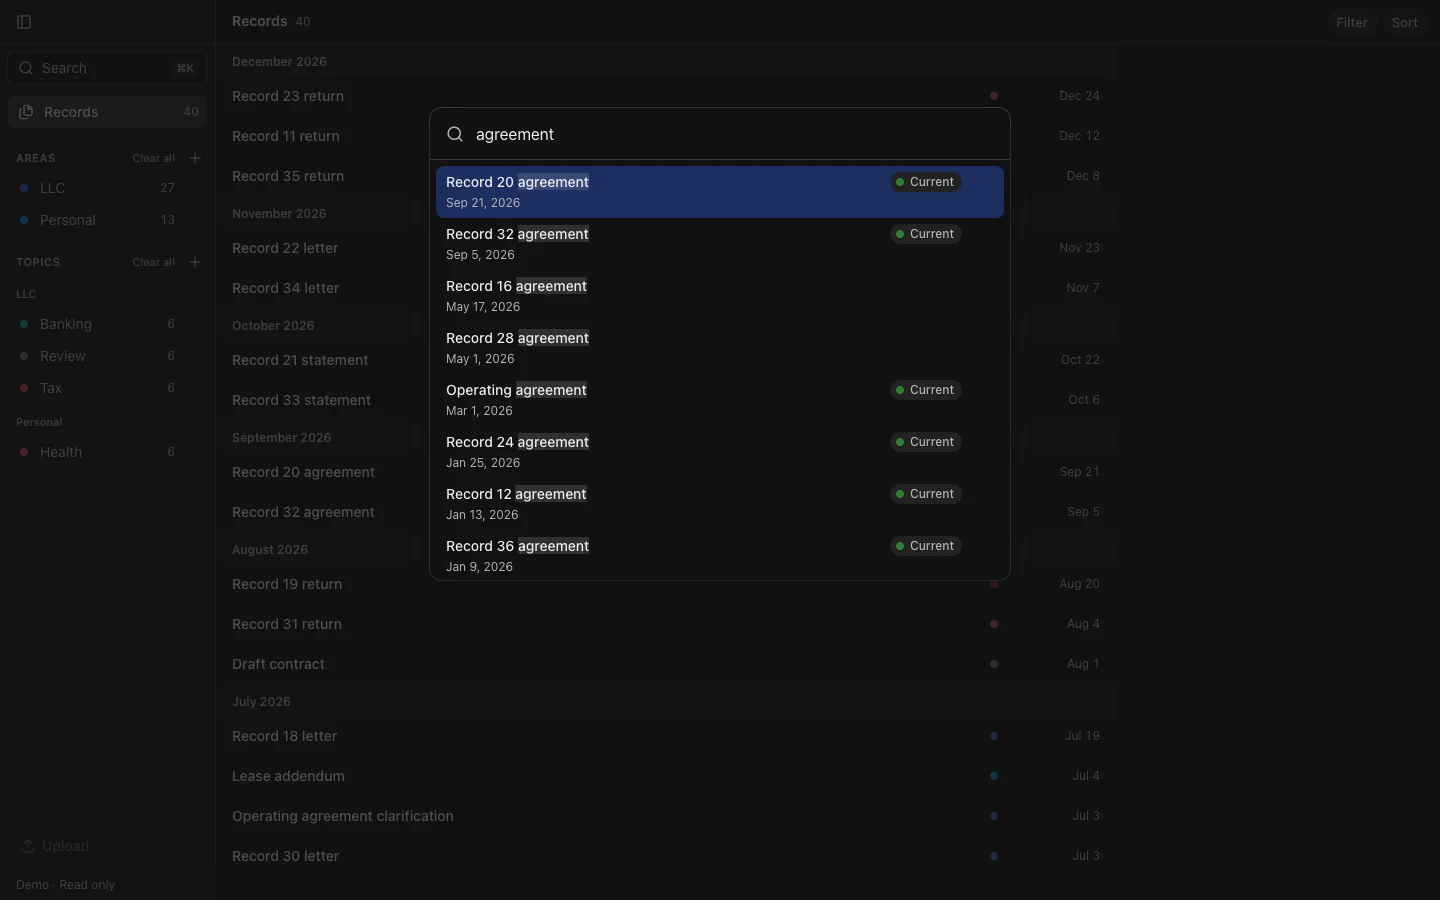 Records 40
Filter Sort
Search ⌘K
Records 40
AREAS Clear all +
LLC 27
Personal 13
TOPICS Clear all +
LLC
Banking 6
Review 6
Tax 6
Personal
Health 6
Upload
Demo · Read only
December 2026
Record 23 return Dec 24
Record 11 return Dec 12
Record 35 return Dec 8
November 2026
Record 22 letter Nov 23
Record 34 letter Nov 7
October 2026
Record 21 statement Oct 22
Record 33 statement Oct 6
September 2026
Record 20 agreement Sep 21
Record 32 agreement Sep 5
August 2026
Record 19 return Aug 20
Record 31 return Aug 4
Draft contract Aug 1
July 2026
Record 18 letter Jul 19
Lease addendum Jul 4
Operating agreement clarification Jul 3
Record 30 letter Jul 3
agreement
Record 20 agreement Current
Sep 21, 2026
Record 32 agreement Current
Sep 5, 2026
Record 16 agreement
May 17, 2026
Record 28 agreement
May 1, 2026
Operating agreement Current
Mar 1, 2026
Record 24 agreement Current
Jan 25, 2026
Record 12 agreement Current
Jan 13, 2026
Record 36 agreement Current
Jan 9, 2026